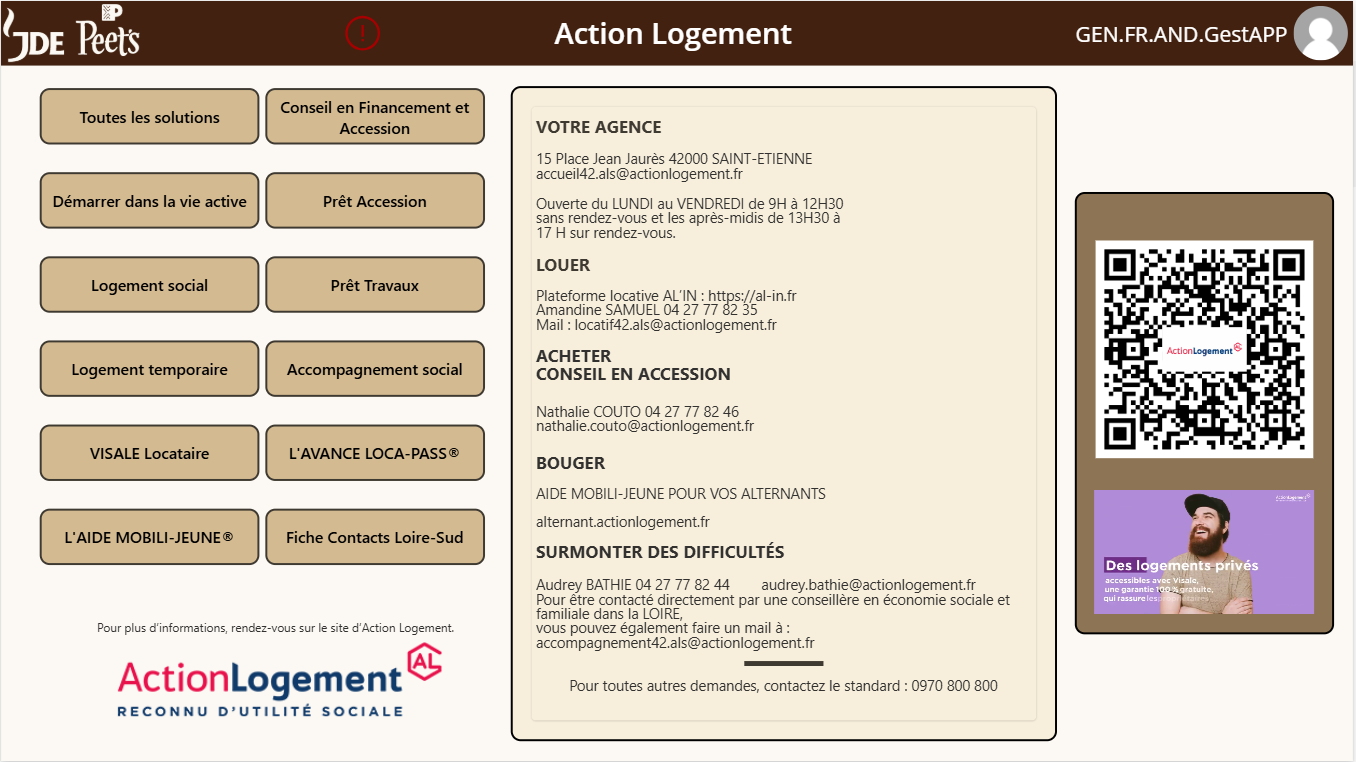 JDE Peet's
!
Action Logement
GEN.FR.AND.GestAPP
Toutes les solutions
Conseil en Financement et
Accession
Démarrer dans la vie active
Prêt Accession
Logement social
Prêt Travaux
Logement temporaire
Accompagnement social
VISALE Locataire
L'AVANCE LOCA-PASS®
L'AIDE MOBILI-JEUNE®
Fiche Contacts Loire-Sud
Pour plus d'informations, rendez-vous sur le site d'Action Logement.
ActionLogement AL
RECONNU D'UTILITÉ SOCIALE
VOTRE AGENCE
15 Place Jean Jaurès 42000 SAINT-ETIENNE
accueil42.als@actionlogement.fr
Ouverte du LUNDI au VENDREDI de 9H à 12H30
sans rendez-vous et les après-midis de 13H30 à
17 H sur rendez-vous.
LOUER
Plateforme locative AL'IN : https://al-in.fr
Amandine SAMUEL 04 27 77 82 35
Mail : locatif42.als@actionlogement.fr
ACHETER
CONSEIL EN ACCESSION
Nathalie COUTO 04 27 77 82 46
nathalie.couto@actionlogement.fr
BOUGER
AIDE MOBILI-JEUNE POUR VOS ALTERNANTS
alternant.actionlogement.fr
SURMONTER DES DIFFICULTÉS
Audrey BATHIE 04 27 77 82 44 audrey.bathie@actionlogement.fr
Pour être contacté directement par une conseillère en économie sociale et
familiale dans la LOIRE,
vous pouvez également faire un mail à :
accompagnement42.als@actionlogement.fr
Pour toutes autres demandes, contactez le standard : 0970 800 800
ActionLogement AL
ActionLogement
Des logements privés
accessibles avec Visale,
une garantie 100 % gratuite,
qui rassure les propriétaires